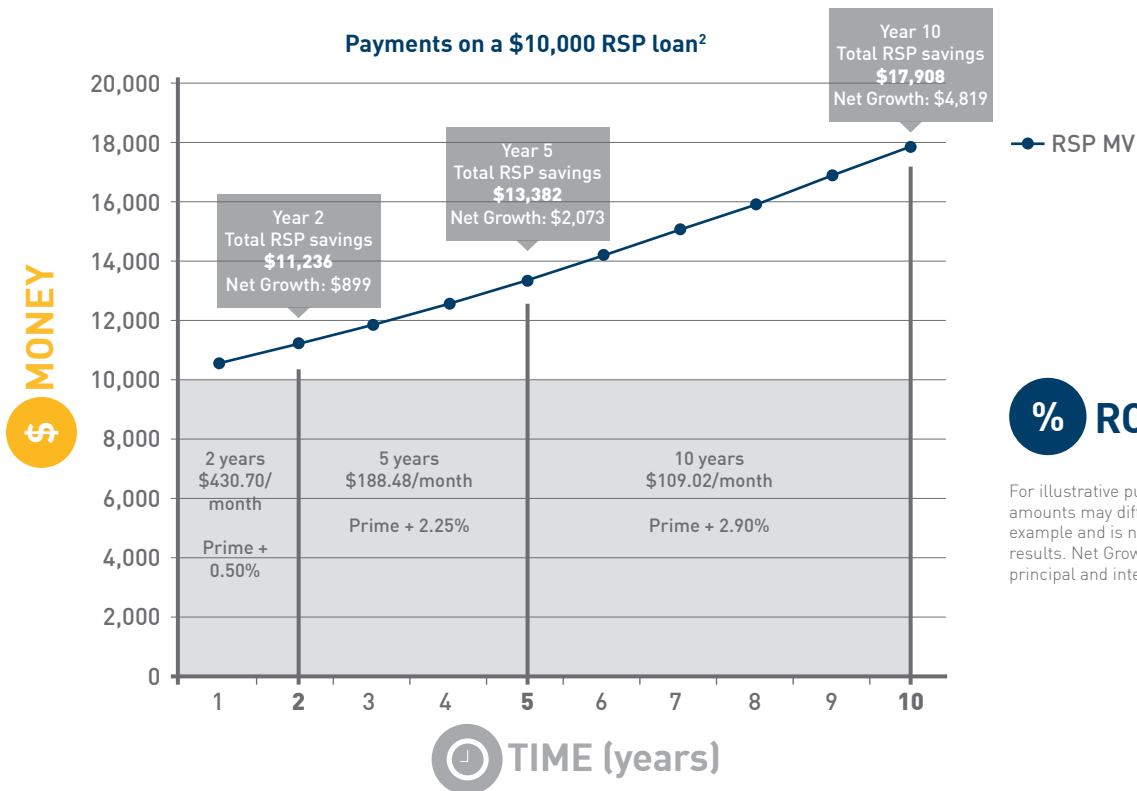 Payments on a $10,000 RSP loan2
Year 10
Total RSP savings
$17,908
Net Growth: $4,819
20,000
18,000
16,000
14,000
12,000
10,000
8,000
6,000
4,000
2,000
0
Year 5
Total RSP savings
$13,382
Net Growth: $2,073
Year 2
Total RSP savings
$11,236
Net Growth: $899
RSP MV
$ MONEY
2 years
$430.70/
month
Prime +
0.50%
5 years
$188.48/month
Prime + 2.25%
10 years
$109.02/month
Prime + 2.90%
1 2 3 4 5 6 7 8 9 10
TIME (years)
%
For illustrative
amounts may
example and is
results. Net
principal and